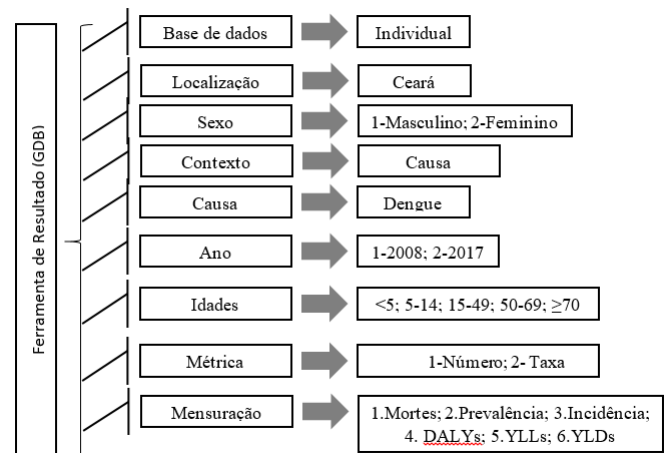 Ferramenta de Resultado (GDB)
Base de dados
Individual
Localização
Ceará
Sexo
1-Masculino; 2-Feminino
Contexto
Causa
Causa
Dengue
Ano
1-2008; 2-2017
Idades
<5; 5-14; 15-49; 50-69; ≥70
Métrica
1-Número; 2- Taxa
Mensuração
1.Mortes; 2.Prevalência; 3.Incidência;
4. DALYs; 5.YLLs; 6.YLDs